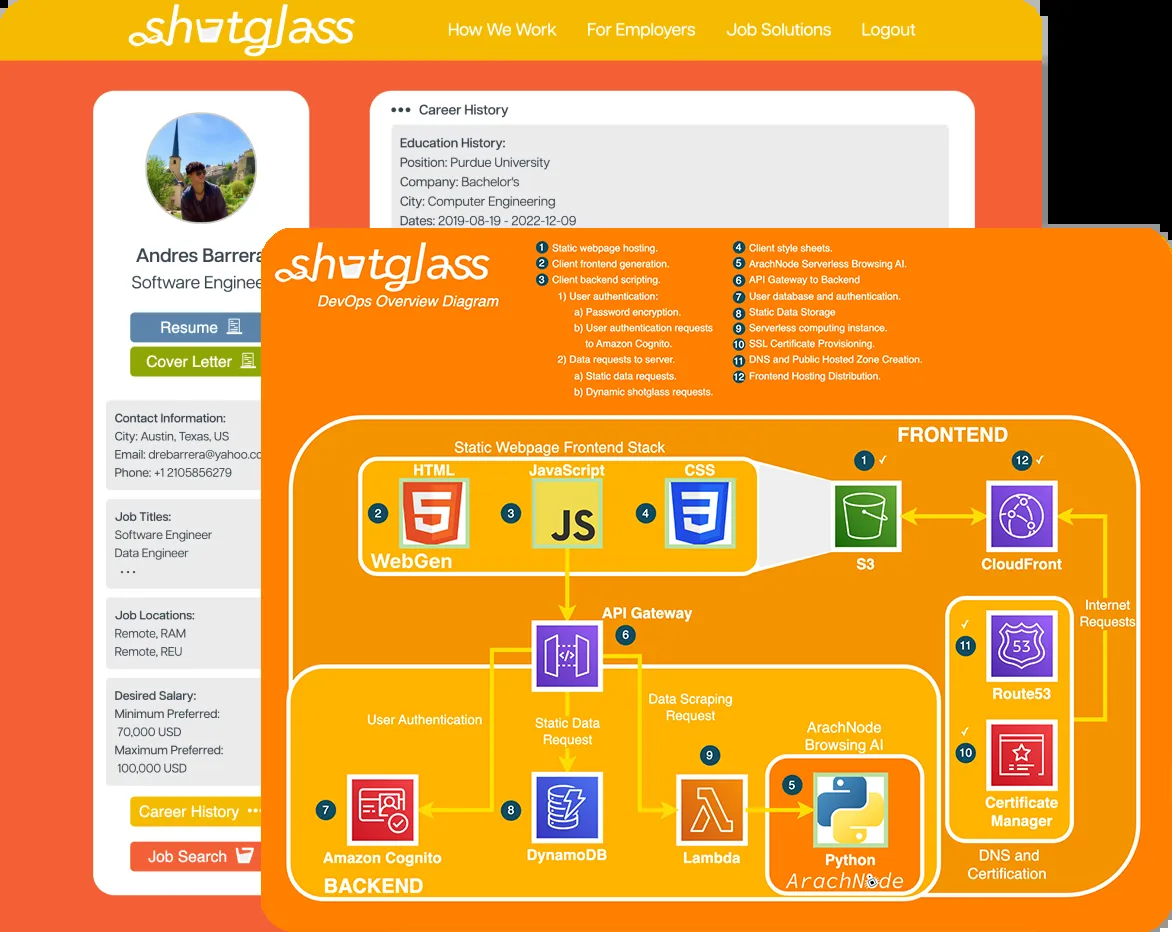 shotglass
How We Work
For Employers
Job Solutions
Logout
••• Career History
Education History:
Position: Purdue University
Company: Bachelor's
City: Computer Engineering
Dates: 2019-08-19 - 2022-12-09
Andres Barrera
Software Enginee
Resume
Cover Letter
Contact Information:
City: Austin, Texas, US
Email: drebarrera@yahoo.co
Phone: +1 2105856279
Job Titles:
Software Engineer
Data Engineer
...
Job Locations:
Remote, RAM
Remote, REU
Desired Salary:
Minimum Preferred:
70,000 USD
Maximum Preferred:
100,000 USD
Career History ••
Job Search
shotglass
DevOps Overview Diagram
1 Static webpage hosting.
2 Client frontend generation.
3 Client backend scripting.
1) User authentication:
a) Password encryption.
b) User authentication requests
to Amazon Cognito.
2) Data requests to server.
a) Static data requests.
b) Dynamic shotglass requests.
4 Client style sheets.
5 ArachNode Serverless Browsing AI.
6 API Gateway to Backend
7 User database and authentication.
8 Static Data Storage
9 Serverless computing instance.
10 SSL Certificate Provisioning.
11 DNS and Public Hosted Zone Creation.
12 Frontend Hosting Distribution.
FRONTEND
Static Webpage Frontend Stack
HTML
JavaScript
CSS
2
5
3
JS
4
3
WebGen
1 ✓
S3
12 ✓
CloudFront
Internet
Requests
API Gateway
6
</>
✓
11
53
Route53
✓
10
Certificate
Manager
DNS and
Certification
User Authentication
Static Data
Request
Data Scraping
Request
ArachNode
Browsing AI
7
Amazon Cognito
8
DynamoDB
9
Lambda
5
Python
ArachNode
BACKEND